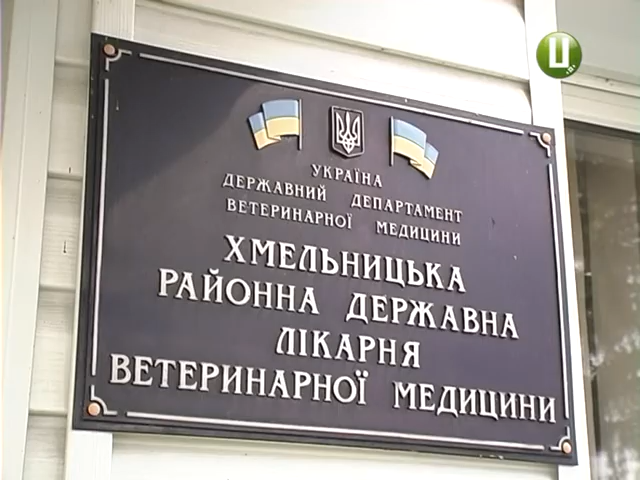 Ц
УКРАЇНА
ДЕРЖАВНИЙ ДЕПАРТАМЕНТ
ВЕТЕРИНАРНОЇ МЕДИЦИНИ
ХМЕЛЬНИЦЬКА
РАЙОННА ДЕРЖАВНА
ЛІКАРНЯ
ВЕТЕРИНАРНОЇ МЕДИЦИНИ